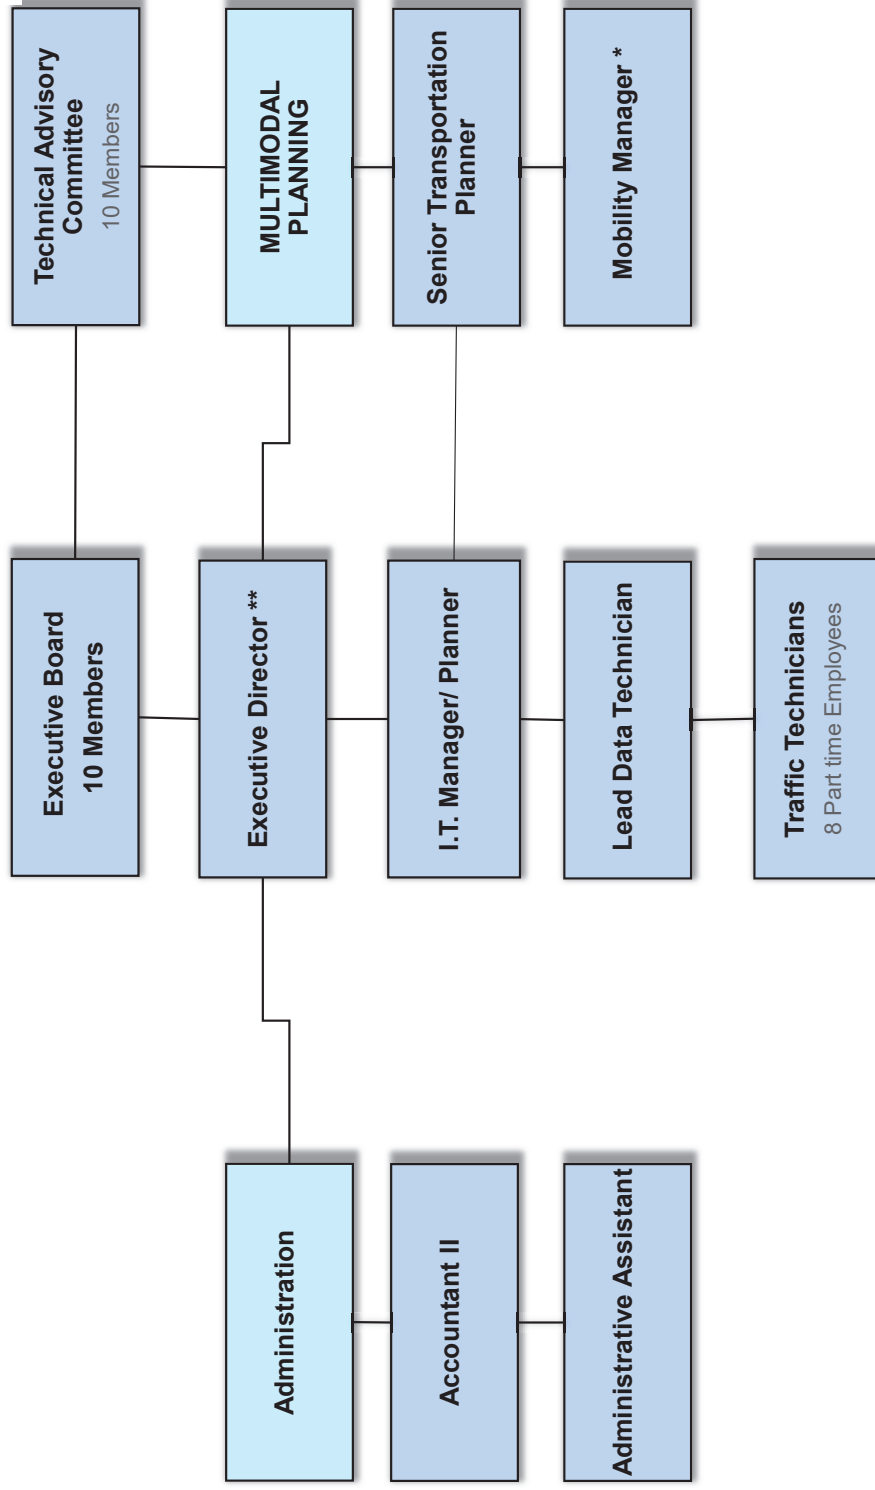 Executive Board
10 Members
Technical Advisory
Committee
10 Members
Administration
Executive Director **
MULTIMODAL
PLANNING
Accountant II
I.T. Manager/ Planner
Senior Transportation
Planner
Administrative Assistant
Lead Data Technician
Mobility Manager *
Traffic Technicians
8 Part time Employees